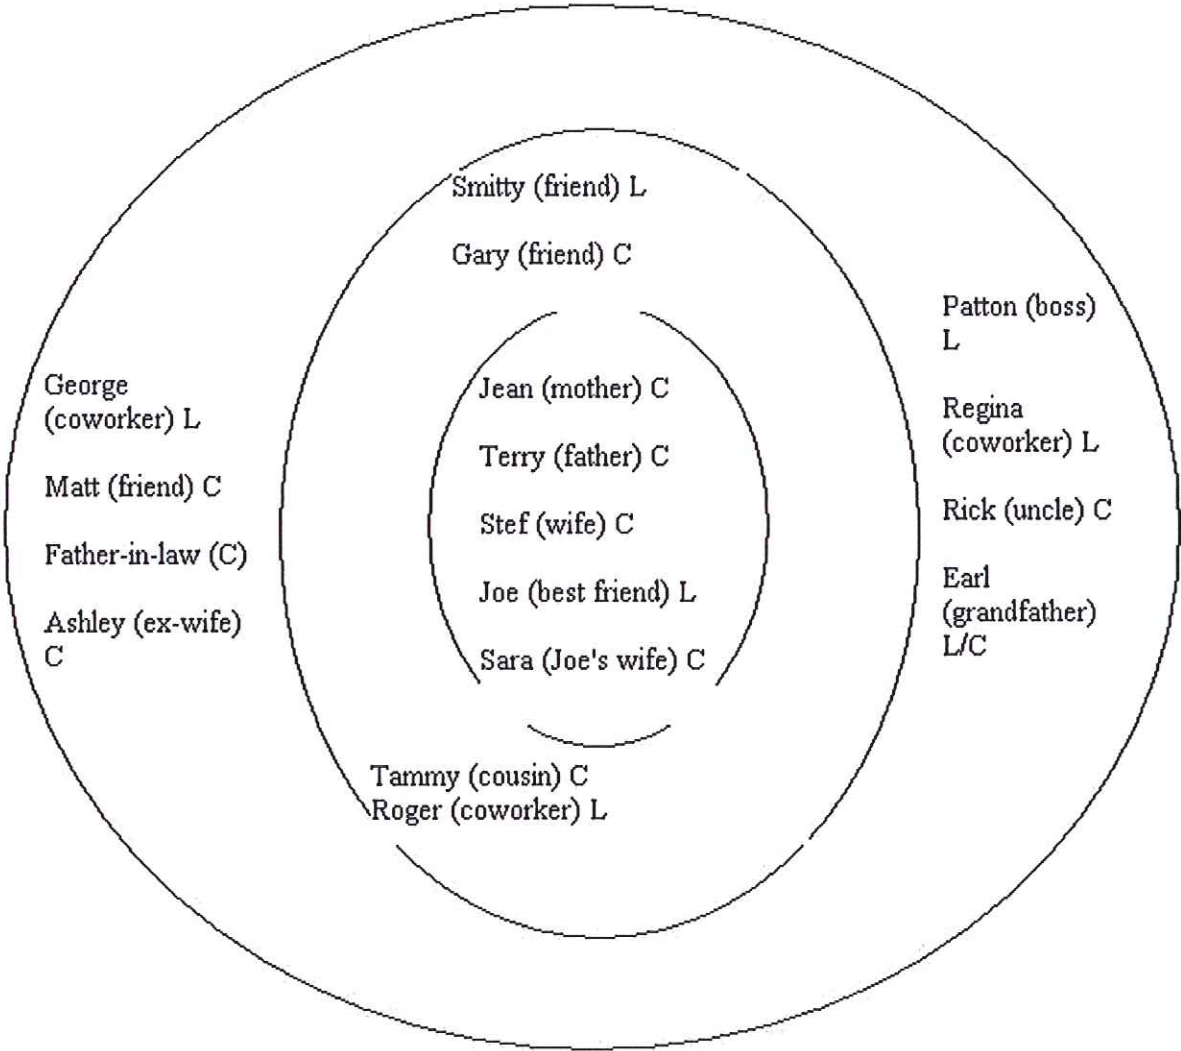 Smitty (friend) L
Gary (friend) C
Jean (mother) C
Terry (father) C
Stef (wife) C
Joe (best friend) L
Sara (Joe's wife) C
Tammy (cousin) C
Roger (coworker) L
George
(coworker) L
Matt (friend) C
Father-in-law (C)
Ashley (ex-wife)
C
Patton (boss)
L
Regina
(coworker) L
Rick (uncle) C
Earl
(grandfather)
L/C